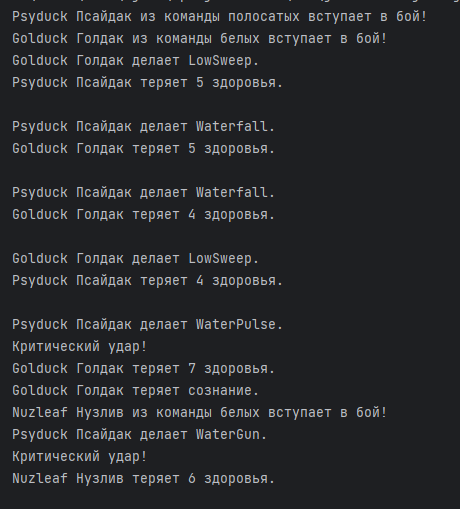 Psyduck Псайдак из команды полосатых вступает в бой!
Golduck Голдак из команды белых вступает в бой!
Golduck Голдак делает LowSweep.
Psyduck Псайдак теряет 5 здоровья.
Psyduck Псайдак делает Waterfall.
Golduck Голдак теряет 5 здоровья.
Psyduck Псайдак делает Waterfall.
Golduck Голдак теряет 4 здоровья.
Golduck Голдак делает LowSweep.
Psyduck Псайдак теряет 4 здоровья.
Psyduck Псайдак делает WaterPulse.
Критический удар!
Golduck Голдак теряет 7 здоровья.
Golduck Голдак теряет сознание.
Nuzleaf Нузлив из команды белых вступает в бой!
Psyduck Псайдак делает WaterGun.
Критический удар!
Nuzleaf Нузлив теряет 6 здоровья.